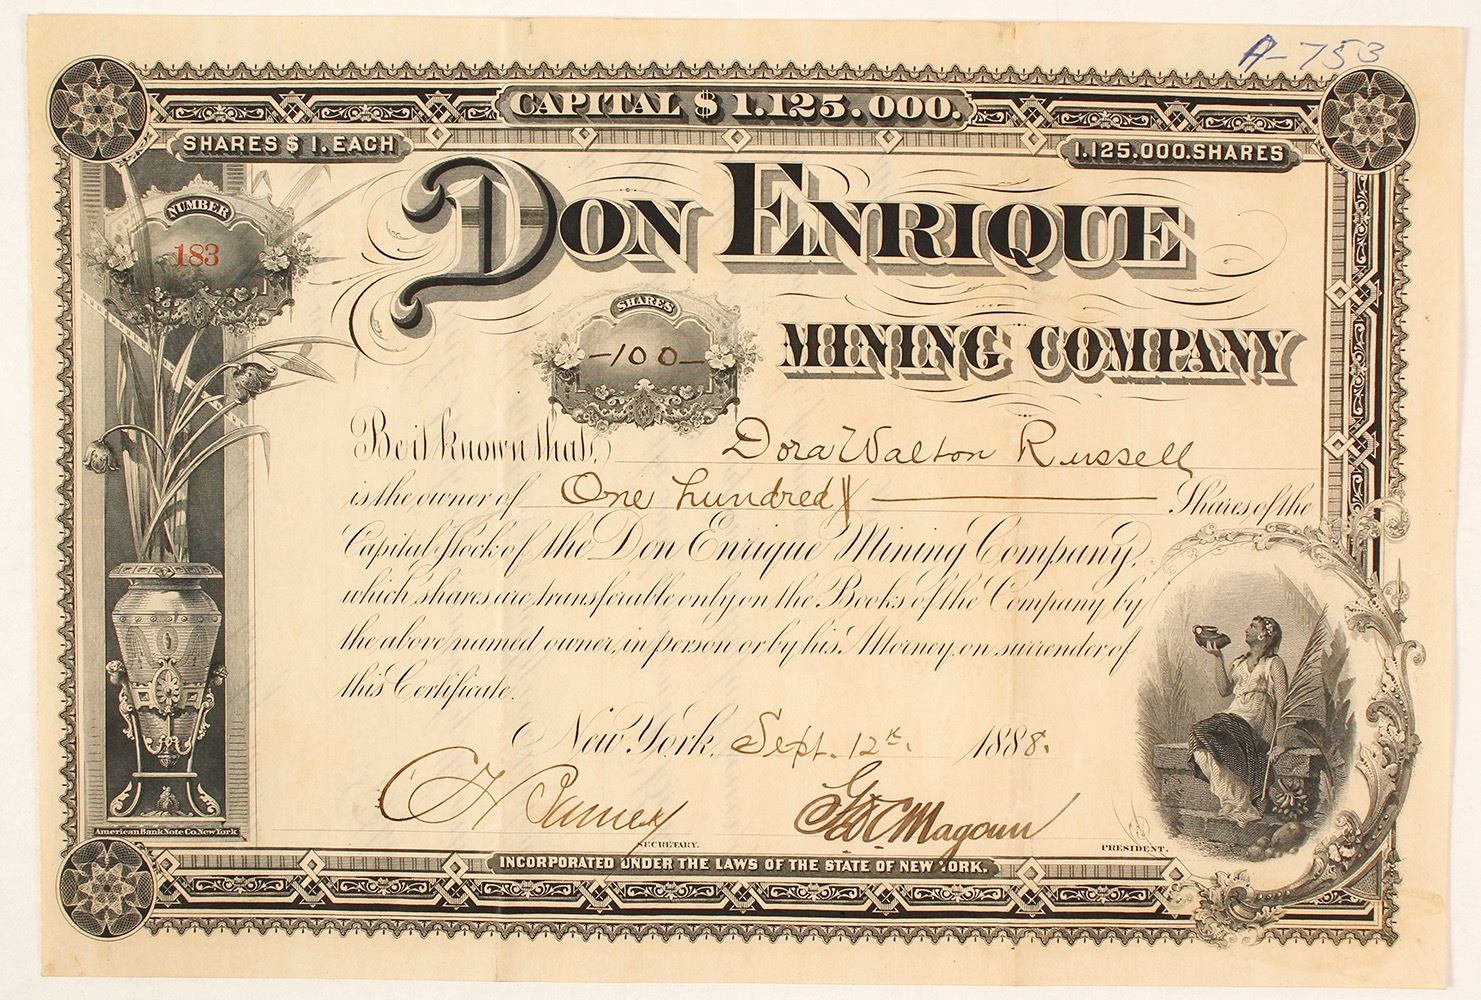 A-753
CAPITAL $ 1.125.000.
SHARES $ 1. EACH
1.125.000. SHARES
NUMBER
183
DON ENRIQUE
MINING COMPANY
SHARES
-100-
Be it known that, Dora Walton Russell
is the owner of One hundred Shares of the
Capital Stock of the Don Enrique Mining Company,
which shares are transferable only on the Books of the Company by
the above named owner, in person or by his Attorney, on surrender of
this Certificate.
New York, Sept. 12th. 1888.
Geo C Magoun
SECRETARY.
PRESIDENT.
American Bank Note Co. New York
INCORPORATED UNDER THE LAWS OF THE STATE OF NEW YORK.